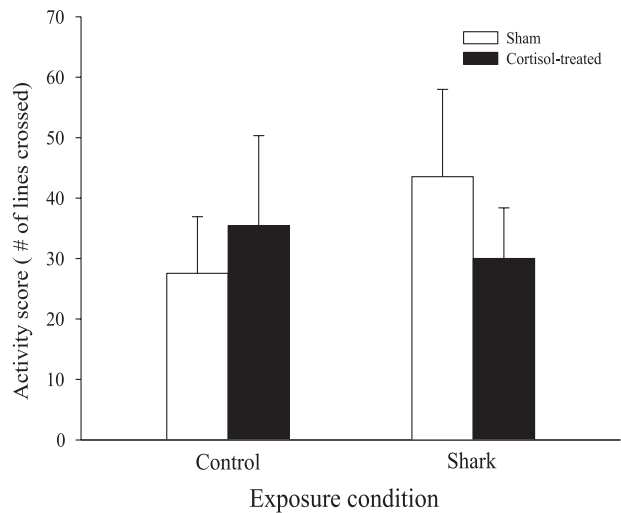 70
60
50
40
30
20
10
0
Activity score ( # of lines crossed)
Sham
Cortisol-treated
Control
Shark
Exposure condition